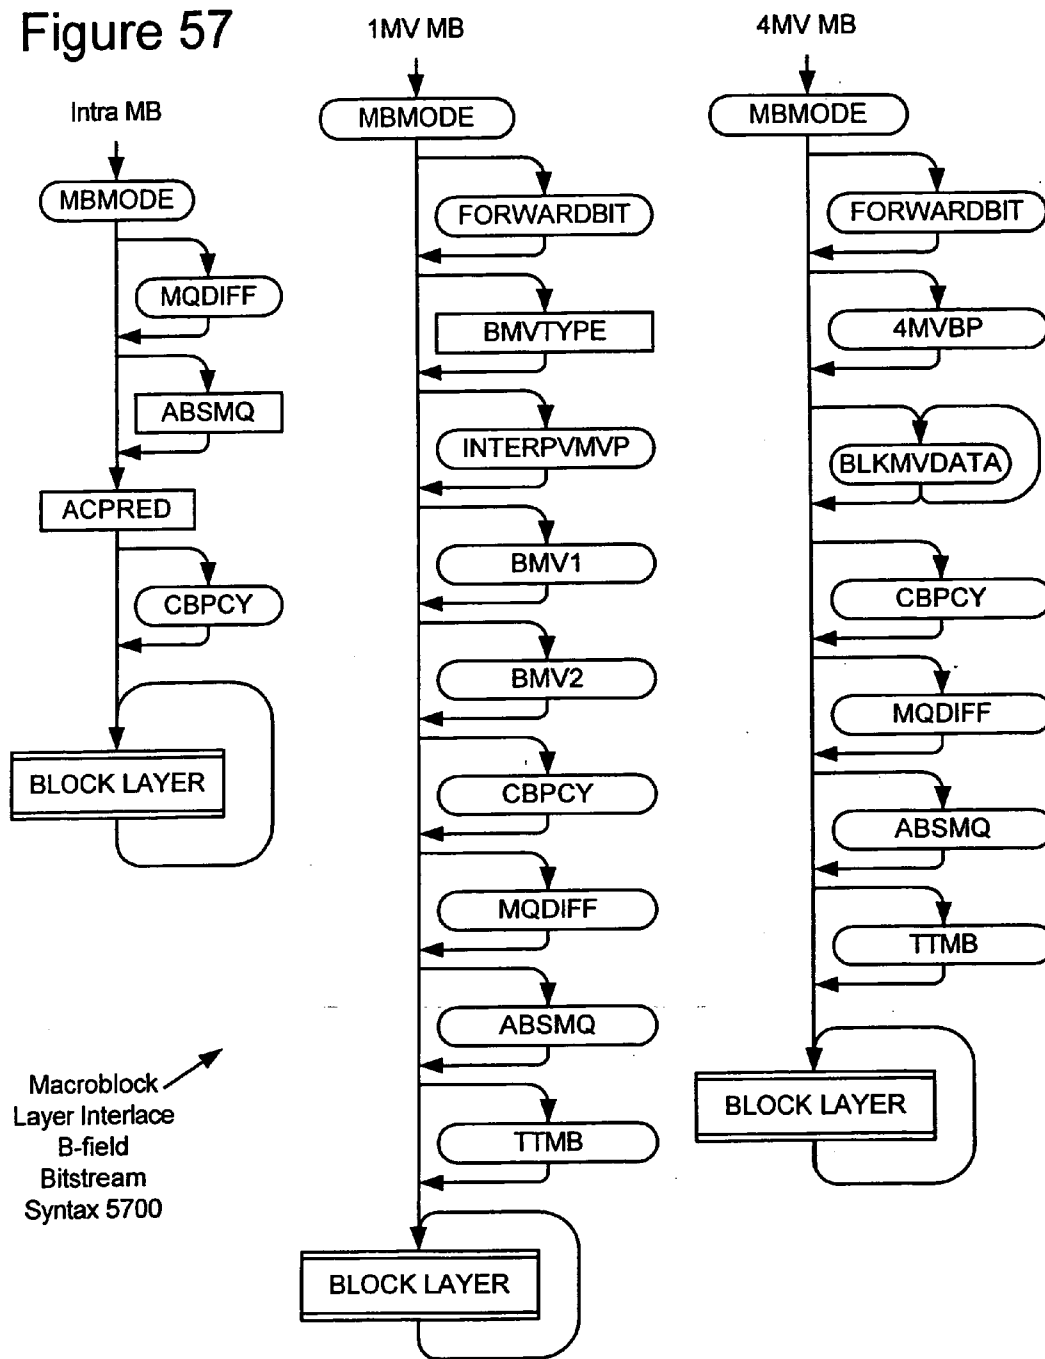 Figure 57
Intra MB
MBMODE
MQDIFF
ABSMQ
ACPRED
CBPCY
BLOCK LAYER
1MV MB
MBMODE
FORWARDBIT
BMVTYPE
INTERPVMVP
BMV1
BMV2
CBPCY
MQDIFF
ABSMQ
TTMB
BLOCK LAYER
4MV MB
MBMODE
FORWARDBIT
4MVBP
BLKMVDATA
CBPCY
MQDIFF
ABSMQ
TTMB
BLOCK LAYER
Macroblock
Layer Interlace
B-field
Bitstream
Syntax 5700